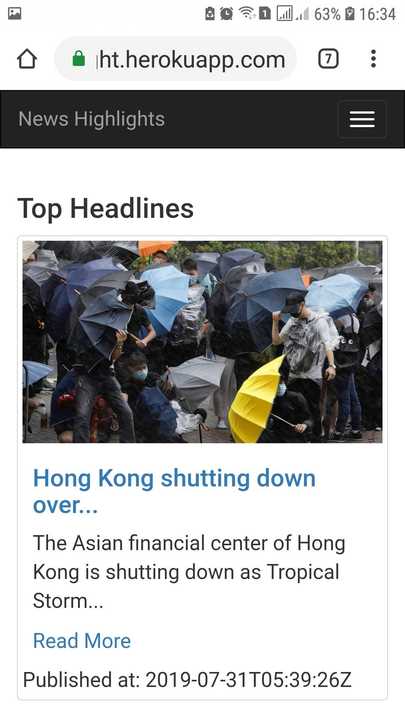 63% 16:34
ht.herokuapp.com 7
News Highlights
Top Headlines
Hong Kong shutting down
over...
The Asian financial center of Hong
Kong is shutting down as Tropical
Storm...
Read More
Published at: 2019-07-31T05:39:26Z